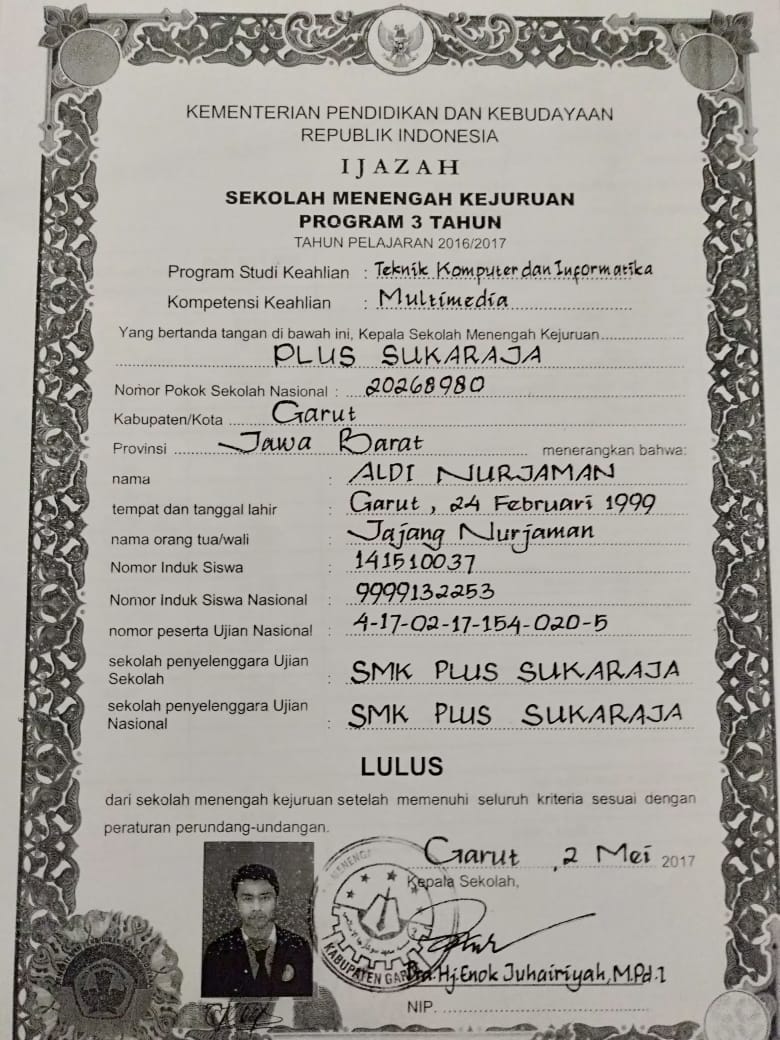 KEMENTERIAN PENDIDIKAN DAN KEBUDAYAAN
REPUBLIK INDONESIA
IJAZAH
SEKOLAH MENENGAH KEJURUAN
PROGRAM 3 TAHUN
TAHUN PELAJARAN 2016/2017
Program Studi Keahlian : Teknik Komputer dan Informatika
Kompetensi Keahlian : Multimedia
Yang bertanda tangan di bawah ini, Kepala Sekolah Menengah Kejuruan
PLUS SUKARAJA
Nomor Pokok Sekolah Nasional : 20268980
Kabupaten/Kota Garut
Provinsi Jawa Barat menerangkan bahwa:
nama : ALDI NURJAMAN
tempat dan tanggal lahir : Garut, 24 Februari 1999
nama orang tua/wali : Jajang Nurjaman
Nomor Induk Siswa : 141510037
Nomor Induk Siswa Nasional : 9999132253
nomor peserta Ujian Nasional : 4-17-02-17-154-020-5
sekolah penyelenggara Ujian
Sekolah : SMK PLUS SUKARAJA
sekolah penyelenggara Ujian
Nasional : SMK PLUS SUKARAJA
LULUS
dari sekolah menengah kejuruan setelah memenuhi seluruh kriteria sesuai dengan
peraturan perundang-undangan.
Garut, 2 Mei 2017
Kepala Sekolah,
MENENGA
KABUPATEN GAR
Dra.Hj.Enok Juhairiyah, M.Pd.I
NIP.